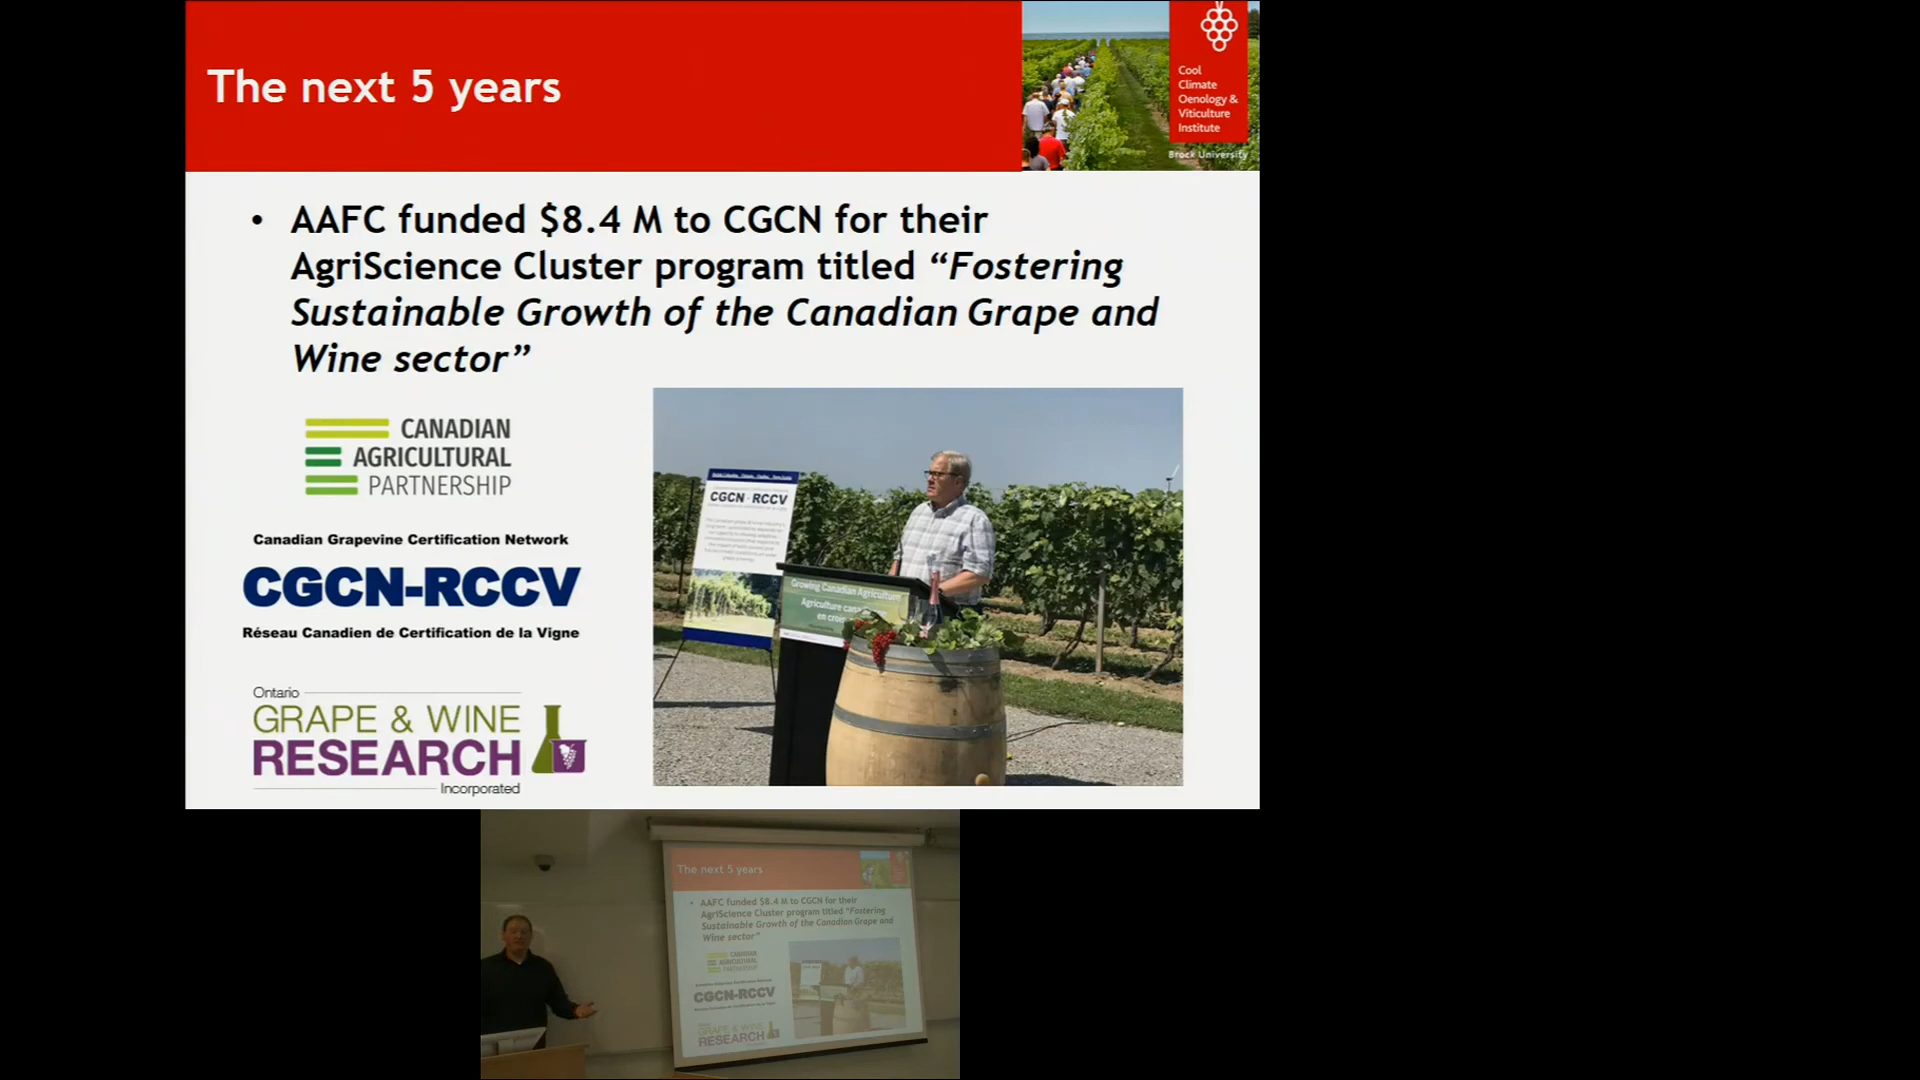 The next 5 years
Cool
Climate
Oenology &
Viticulture
Institute
Brock University
• AAFC funded $8.4 M to CGCN for their
AgriScience Cluster program titled “Fostering
Sustainable Growth of the Canadian Grape and
Wine sector”
CANADIAN
AGRICULTURAL
PARTNERSHIP
Canadian Grapevine Certification Network
CGCN-RCCV
Réseau Canadien de Certification de la Vigne
Ontario
GRAPE & WINE
RESEARCH
Incorporated
CGCN · RCCV
Growing Canadian Agriculture
Agriculture
en
The next 5 years
• AAFC funded $8.4 M to CGCN for their
AgriScience Cluster program titled “Fostering
Sustainable Growth of the Canadian Grape and
Wine sector”
CANADIAN
AGRICULTURAL
PARTNERSHIP
CGCN-RCCV
GRAPE & WINE
RESEARCH